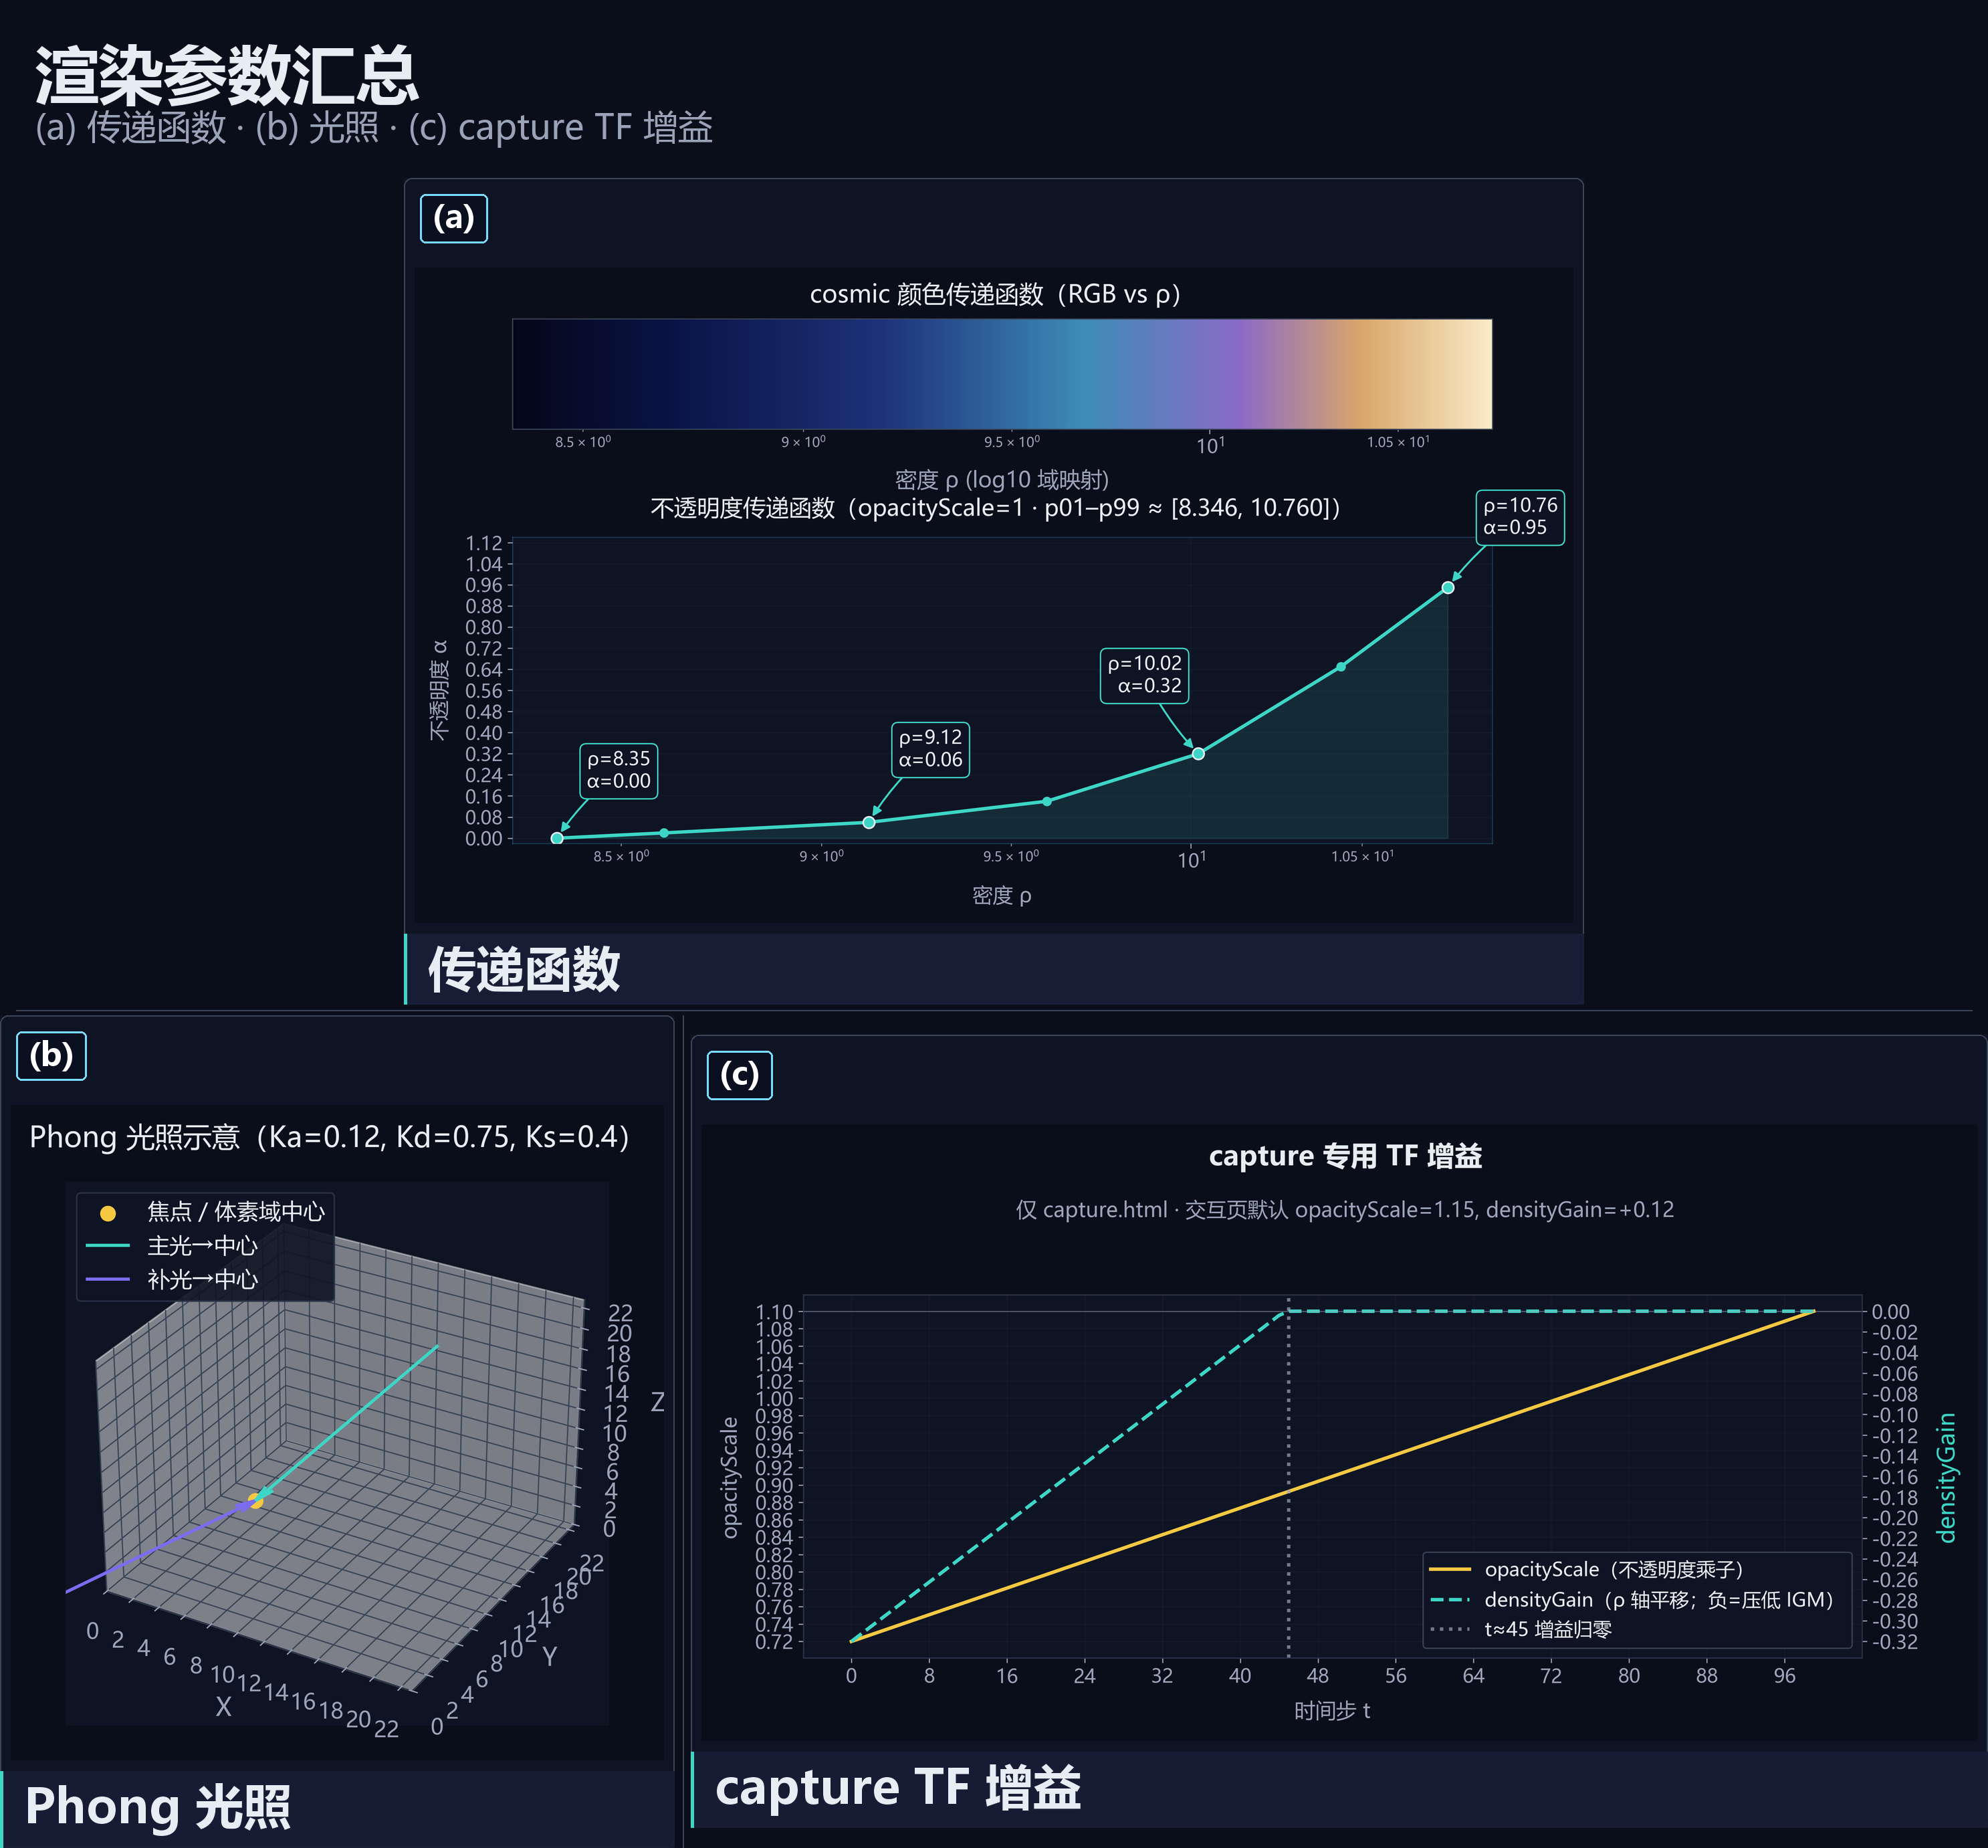 渲染参数汇总
(a) 传递函数 · (b) 光照 · (c) capture TF 增益
(a)
cosmic 颜色传递函数（RGB vs ρ）
8.5 × 10⁰ 9 × 10⁰ 9.5 × 10⁰ 10¹ 1.05 × 10¹
密度 ρ (log10 域映射)
不透明度传递函数（opacityScale=1 · p01–p99 ≈ [8.346, 10.760]）
ρ=10.76
α=0.95
ρ=10.02
α=0.32
ρ=9.12
α=0.06
ρ=8.35
α=0.00
不透明度 α
1.12
1.04
0.96
0.88
0.80
0.72
0.64
0.56
0.48
0.40
0.32
0.24
0.16
0.08
0.00
8.5 × 10⁰ 9 × 10⁰ 9.5 × 10⁰ 10¹ 1.05 × 10¹
密度 ρ
传递函数
(b)
Phong 光照示意（Ka=0.12, Kd=0.75, Ks=0.4）
焦点 / 体素域中心
主光→中心
补光→中心
22
20
18
16
14
12
10
8
6
4
2
0
Z
0 2 4 6 8 10 12 14 16 18 20 22
X
0 2 4 6 8 10 12 14 16 18 20 22
Y
Phong 光照
(c)
capture 专用 TF 增益
仅 capture.html · 交互页默认 opacityScale=1.15, densityGain=+0.12
opacityScale
1.10
1.08
1.06
1.04
1.02
1.00
0.98
0.96
0.94
0.92
0.90
0.88
0.86
0.84
0.82
0.80
0.78
0.76
0.74
0.72
0.00
-0.02
-0.04
-0.06
-0.08
-0.10
-0.12
-0.14
-0.16
-0.18
-0.20
-0.22
-0.24
-0.26
-0.28
-0.30
-0.32
densityGain
opacityScale（不透明度乘子）
densityGain（ρ 轴平移；负=压低 IGM）
t≈45 增益归零
0 8 16 24 32 40 48 56 64 72 80 88 96
时间步 t
capture TF 增益